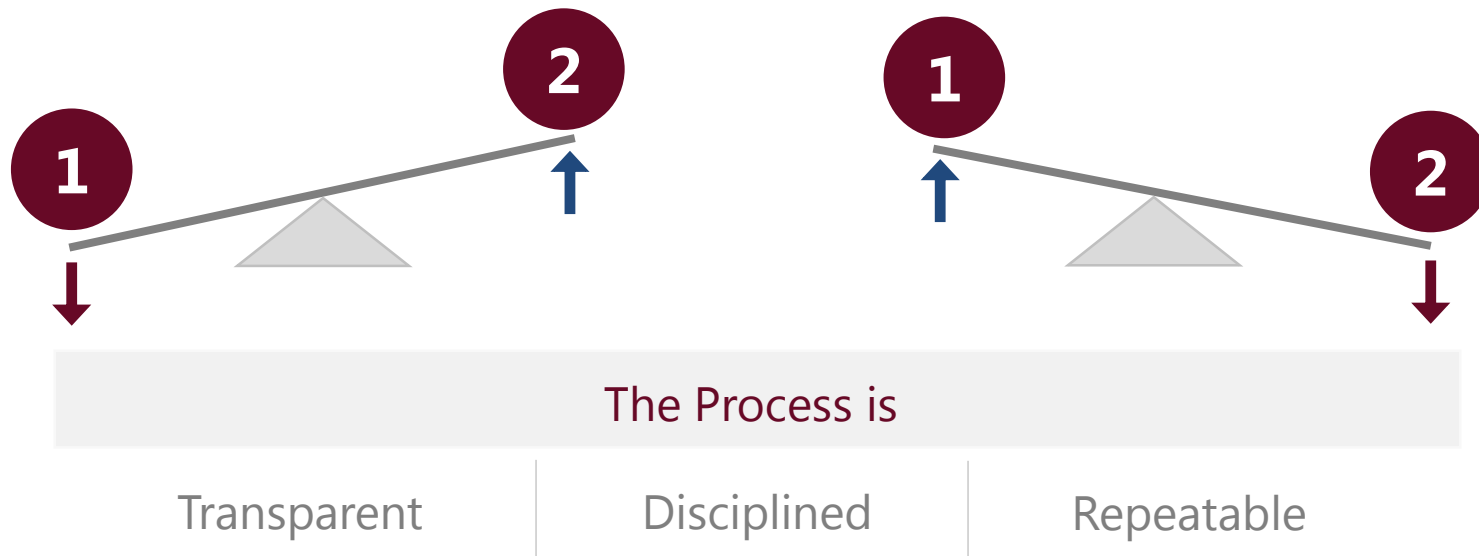 1
2
1
2
The Process is
Transparent
Disciplined
Repeatable